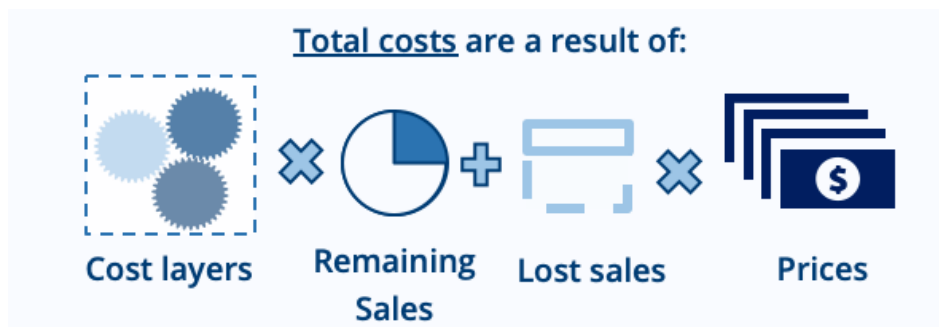 Total costs are a result of:
$
Cost layers
Remaining
Sales
Lost sales
Prices